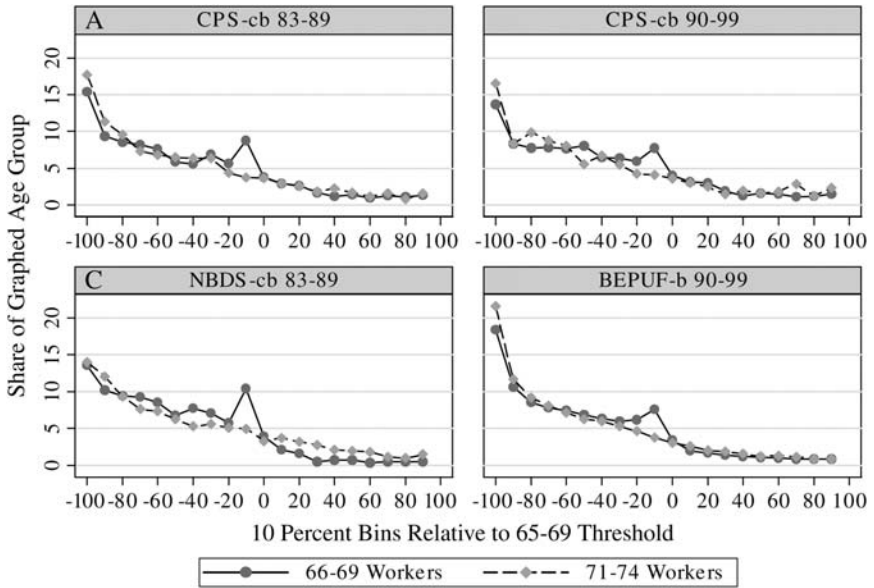 A CPS-cb 83-89 CPS-cb 90-99
20
15
10
5
0
-100 -80 -60 -40 -20 0 20 40 60 80 100 -100 -80 -60 -40 -20 0 20 40 60 80 100
C NBDS-cb 83-89 BEPUF-b 90-99
20
15
10
5
0
-100 -80 -60 -40 -20 0 20 40 60 80 100 -100 -80 -60 -40 -20 0 20 40 60 80 100
Share of Graphed Age Group
10 Percent Bins Relative to 65-69 Threshold
66-69 Workers 71-74 Workers